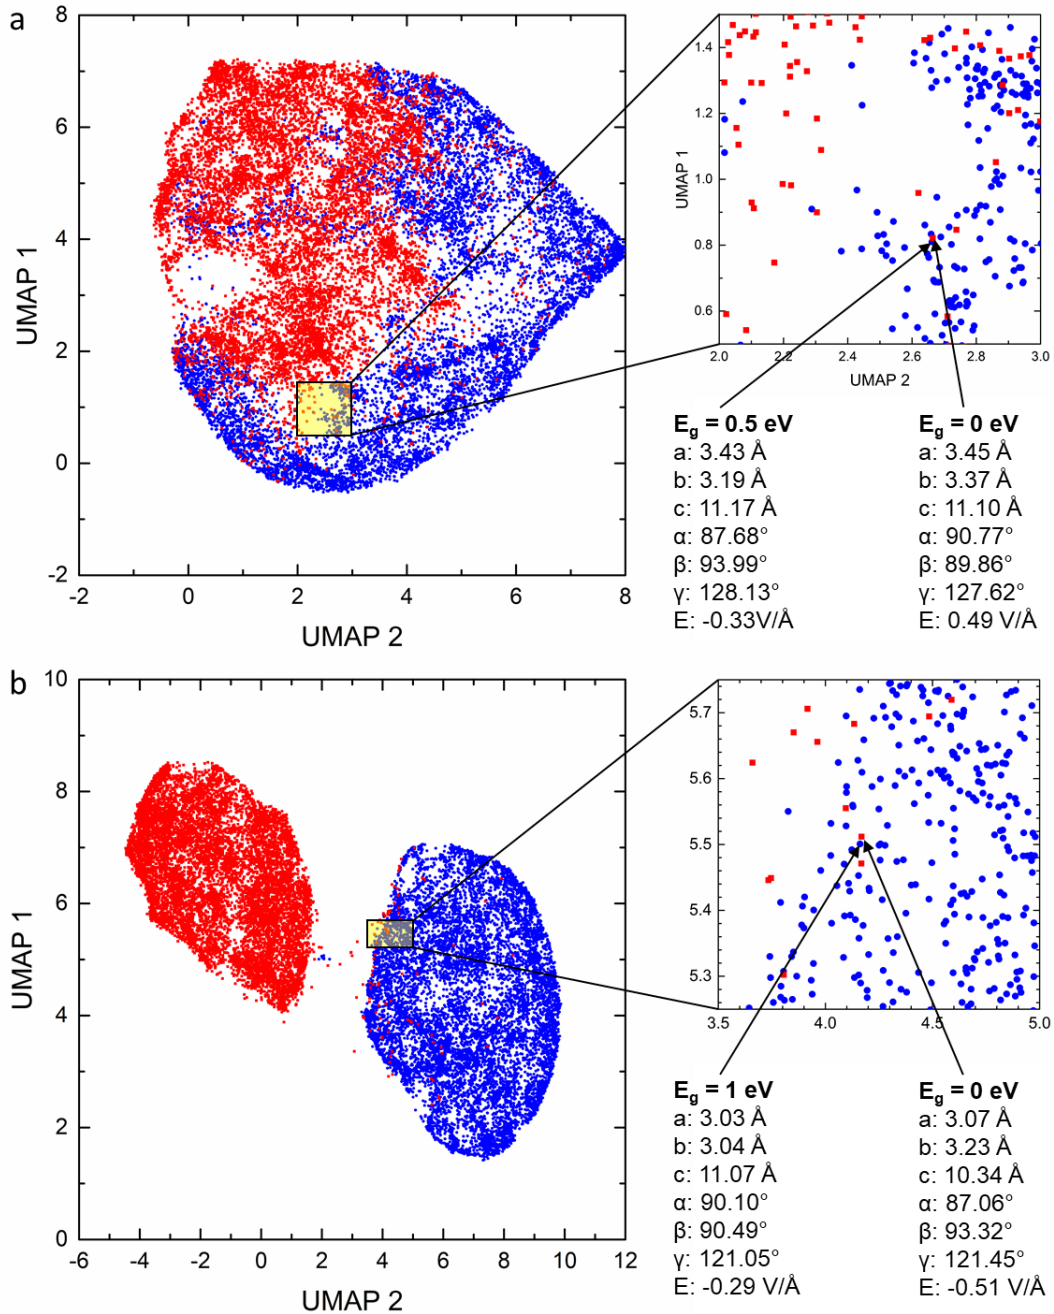 a
8
6
4
2
0
-2
0
2
4
6
8
UMAP 1
UMAP 2
1.4
1.2
1.0
0.8
0.6
2.0
2.2
2.4
2.6
2.8
3.0
UMAP 1
UMAP 2
E_g = 0.5 eV
a: 3.43 Å
b: 3.19 Å
c: 11.17 Å
α: 87.68°
β: 93.99°
γ: 128.13°
E: -0.33V/Å
E_g = 0 eV
a: 3.45 Å
b: 3.37 Å
c: 11.10 Å
α: 90.77°
β: 89.86°
γ: 127.62°
E: 0.49 V/Å
b
10
8
6
4
2
0
-6
-4
-2
0
2
4
6
8
10
12
UMAP 1
UMAP 2
5.7
5.6
5.5
5.4
5.3
3.5
4.0
4.5
5.0
E_g = 1 eV
a: 3.03 Å
b: 3.04 Å
c: 11.07 Å
α: 90.10°
β: 90.49°
γ: 121.05°
E: -0.29 V/Å
E_g = 0 eV
a: 3.07 Å
b: 3.23 Å
c: 10.34 Å
α: 87.06°
β: 93.32°
γ: 121.45°
E: -0.51 V/Å